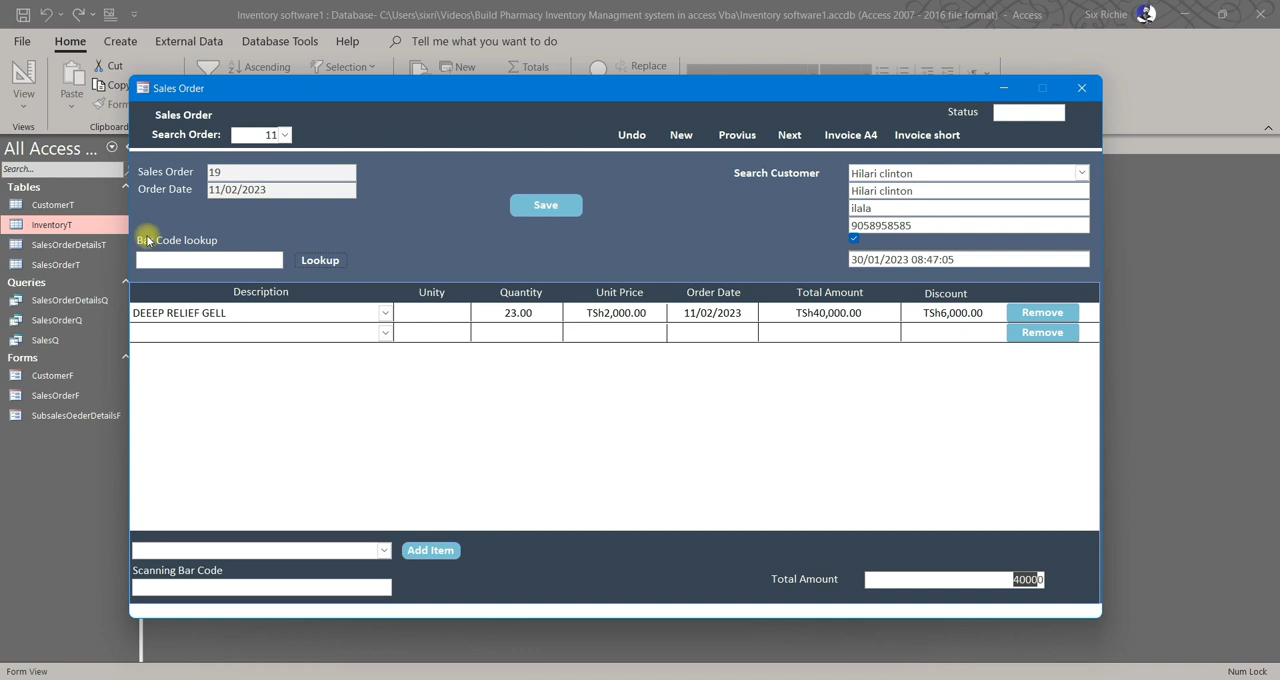 Inventory software1 : Database- C:\Users\sixri\Videos\Build Pharmacy Inventory Managment system in access Vba\Inventory software1.accdb (Access 2007 - 2016 file format) - Access
Six Richie
File Home Create External Data Database Tools Help Tell me what you want to do
View
Views
Paste
Cut
Copy
Form
Clipboard
Ascending
Selection
New
Totals
Replace
All Access ...
Search...
Tables
CustomerT
InventoryT
SalesOrderDetailsT
SalesOrderT
Queries
SalesOrderDetailsQ
SalesOrderQ
SalesQ
Forms
CustomerF
SalesOrderF
SubsalesOederDetailsF
Sales Order
Sales Order
Status
Search Order: 11
Undo New Provius Next Invoice A4 Invoice short
Sales Order 19
Order Date 11/02/2023
Save
Search Customer Hilari clinton
Hilari clinton
ilala
9058958585
30/01/2023 08:47:05
Bar Code lookup
Lookup
Description Unity Quantity Unit Price Order Date Total Amount Discount
DEEEP RELIEF GELL 23.00 TSh2,000.00 11/02/2023 TSh40,000.00 TSh6,000.00 Remove
Remove
Add Item
Scanning Bar Code
Total Amount 40000
Form View
Num Lock